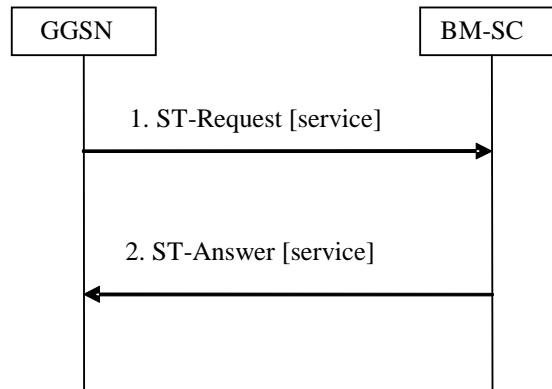 GGSN
BM-SC
1. ST-Request [service]
2. ST-Answer [service]